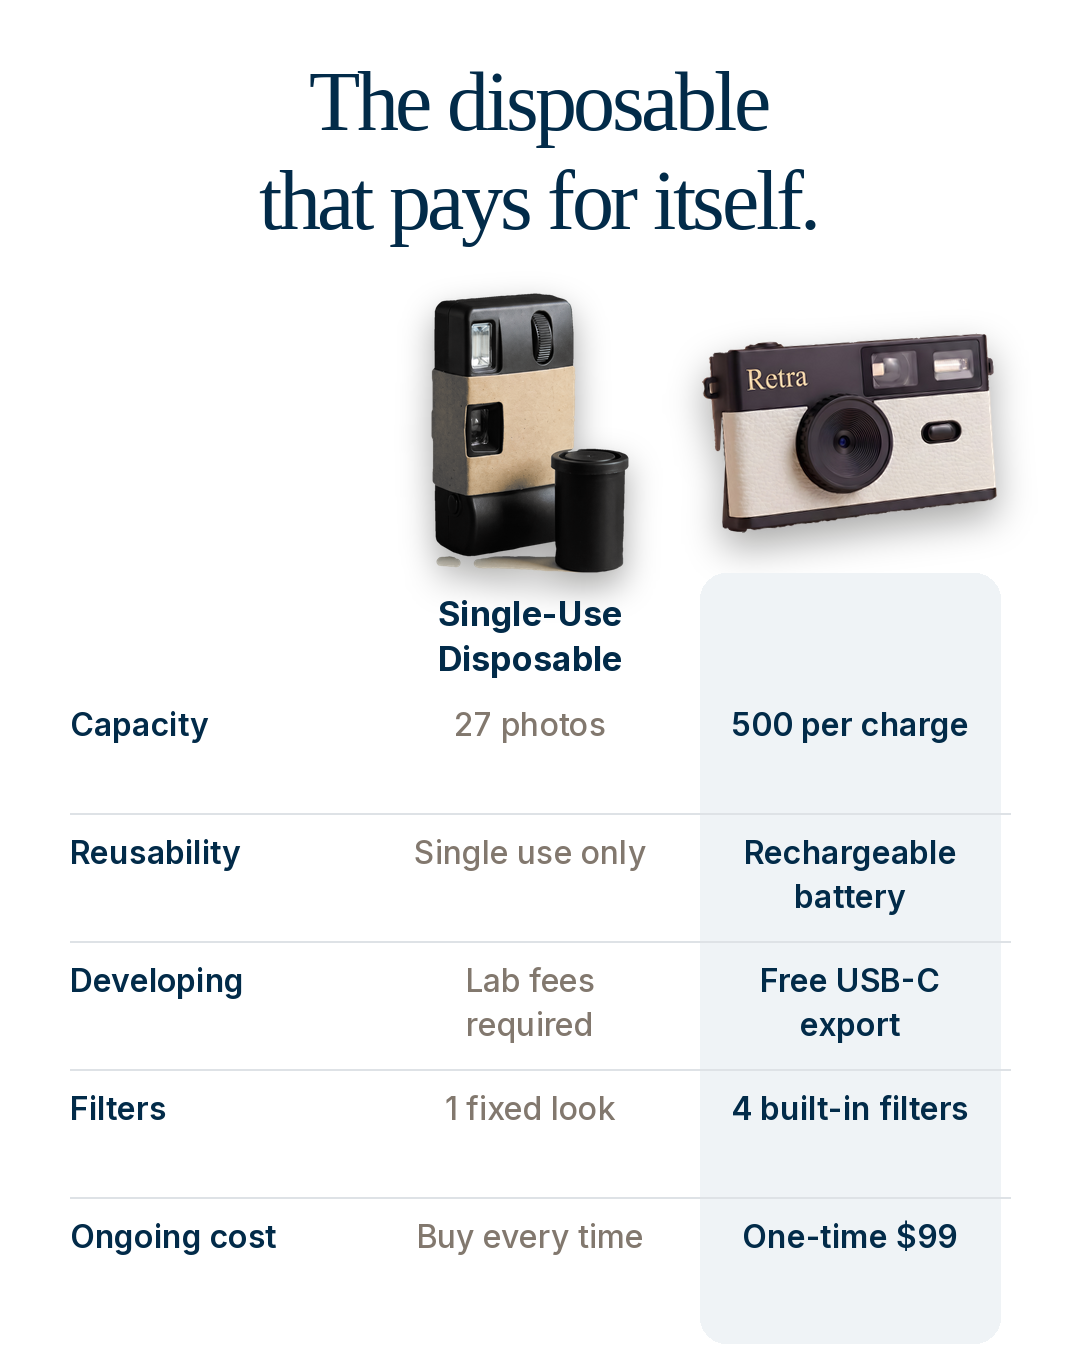 The disposable
that pays for itself.
Retra
Single-Use
Disposable
Capacity
27 photos
500 per charge
Reusability
Single use only
Rechargeable
battery
Developing
Lab fees
required
Free USB-C
export
Filters
1 fixed look
4 built-in filters
Ongoing cost
Buy every time
One-time $99